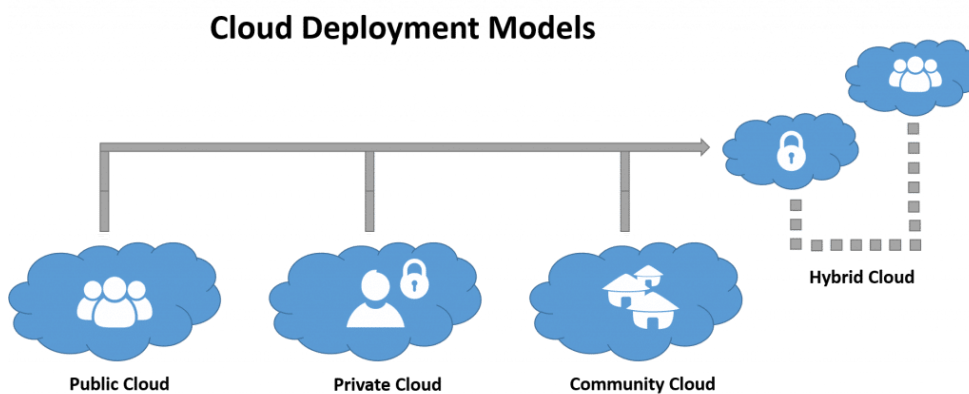 Cloud Deployment Models
Hybrid Cloud
Public Cloud
Private Cloud
Community Cloud